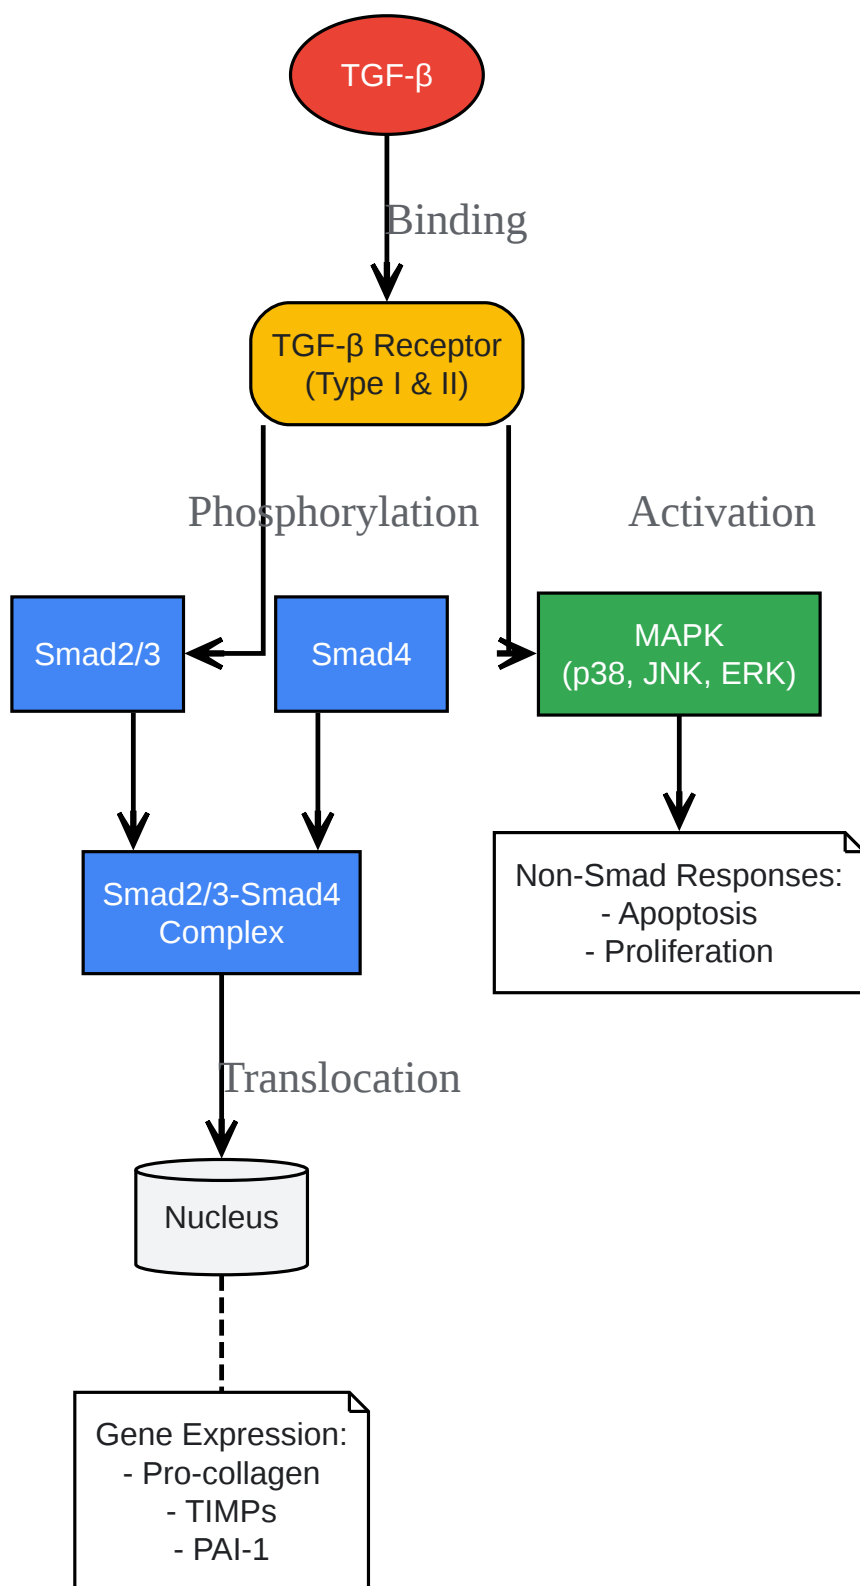 TGF-β
Binding
TGF-β Receptor
(Type I & II)
Phosphorylation
Activation
Smad2/3
Smad4
MAPK
(p38, JNK, ERK)
Smad2/3-Smad4
Complex
Non-Smad Responses:
- Apoptosis
- Proliferation
Translocation
Nucleus
Gene Expression:
- Pro-collagen
- TIMPs
- PAI-1